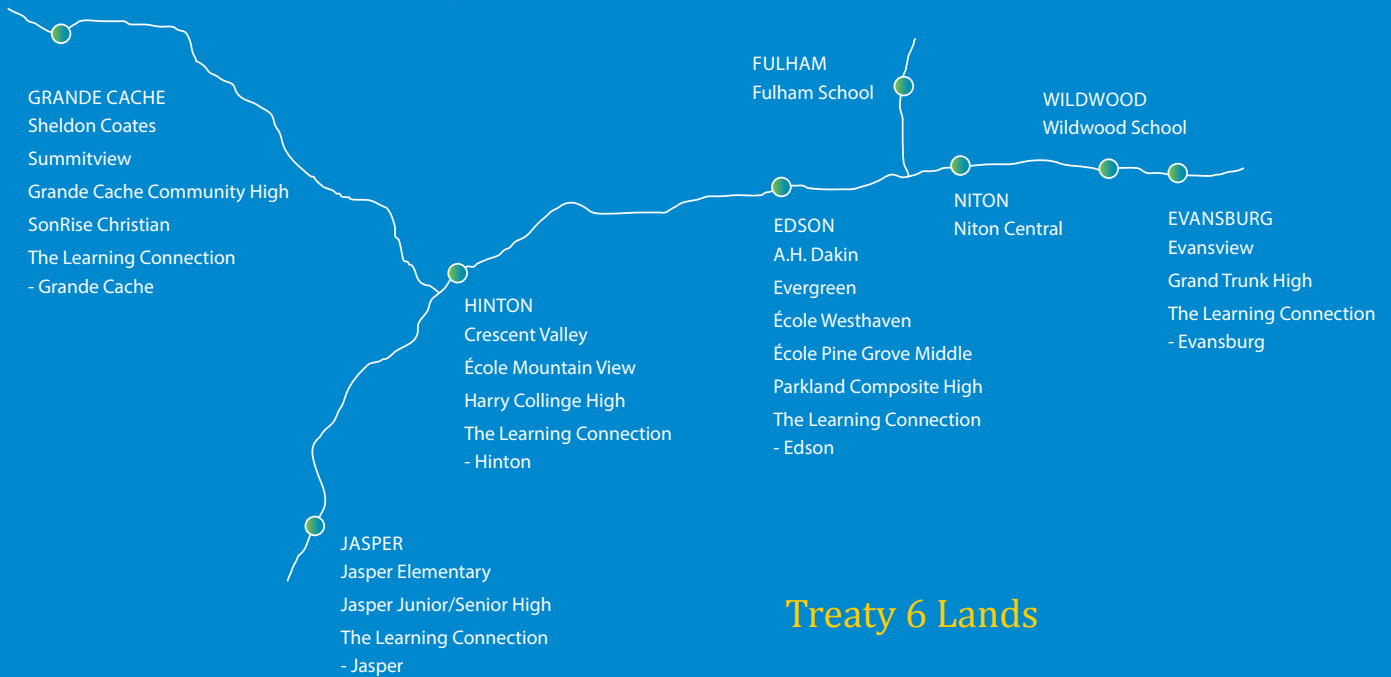 GRANDE CACHE
Sheldon Coates
Summitview
Grande Cache Community High
SonRise Christian
The Learning Connection
- Grande Cache
HINTON
Crescent Valley
École Mountain View
Harry Collinge High
The Learning Connection
- Hinton
JASPER
Jasper Elementary
Jasper Junior/Senior High
The Learning Connection
- Jasper
FULHAM
Fulham School
EDSON
A.H. Dakin
Evergreen
École Westhaven
École Pine Grove Middle
Parkland Composite High
The Learning Connection
- Edson
NITON
Niton Central
WILDWOOD
Wildwood School
EVANSBURG
Evansview
Grand Trunk High
The Learning Connection
- Evansburg
Treaty 6 Lands